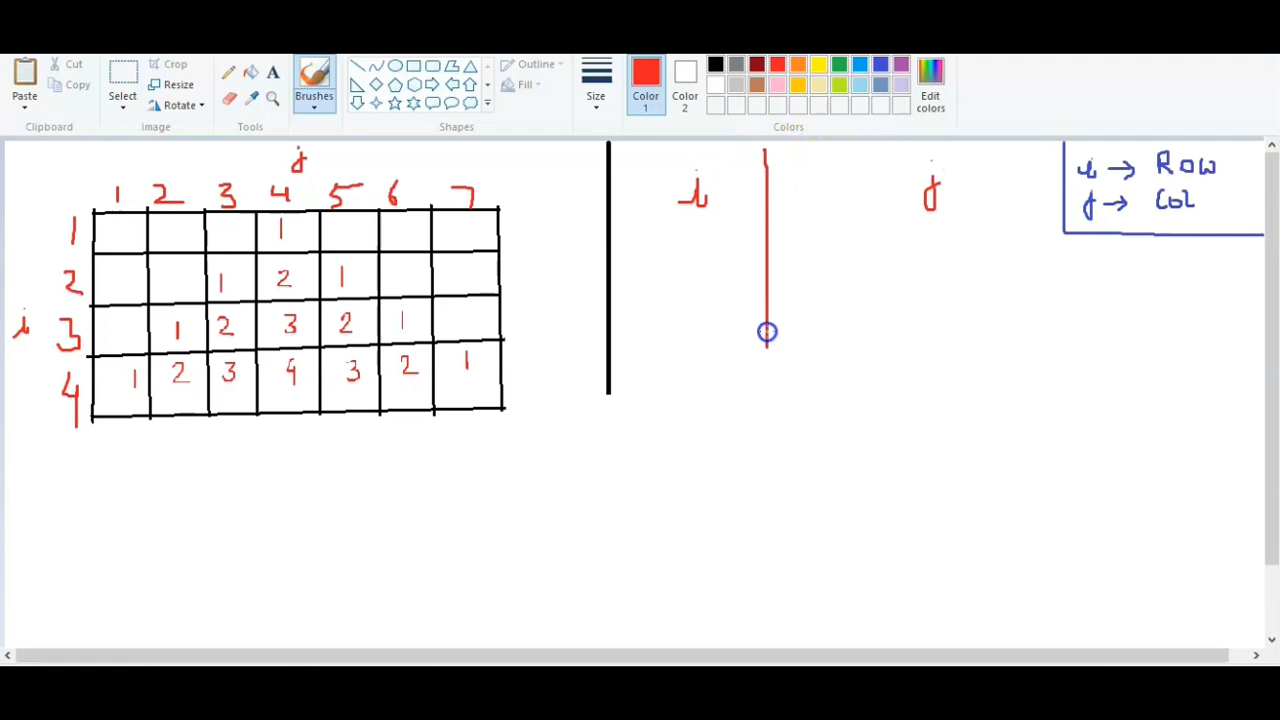 Cut
Crop
Outline
Copy
Resize
Fill
Paste
Select
Rotate
Brushes
Size
Color
1
Color
2
Edit
colors
Clipboard
Image
Tools
Shapes
Colors
j
1 2 3 4 5 6 7
1 1
2 1 2 1
i 3 1 2 3 2 1
4 1 2 3 4 3 2 1
i j
i → Row
j → Col